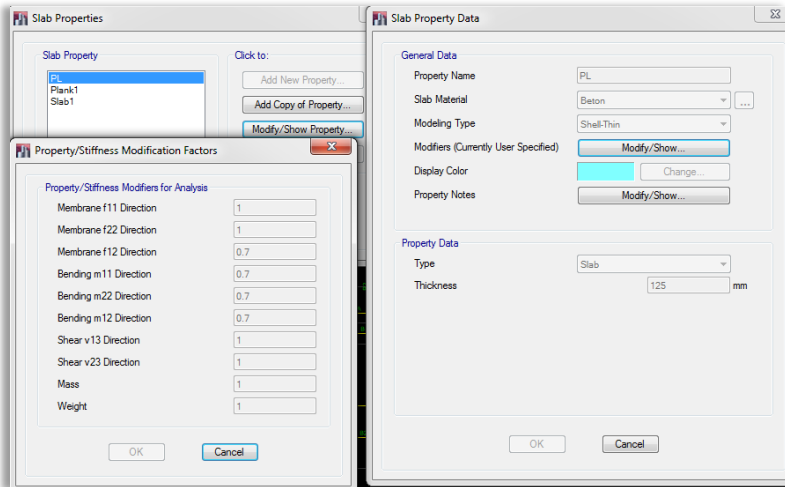 Slab Properties
Slab Property
PL
Plank1
Slab1
Click to:
Add New Property...
Add Copy of Property...
Modify/Show Property...
Property/Stiffness Modification Factors
Property/Stiffness Modifiers for Analysis
Membrane f11 Direction 1
Membrane f22 Direction 1
Membrane f12 Direction 0.7
Bending m11 Direction 0.7
Bending m22 Direction 0.7
Bending m12 Direction 0.7
Shear v13 Direction 1
Shear v23 Direction 1
Mass 1
Weight 1
OK Cancel
Slab Property Data
General Data
Property Name PL
Slab Material Beton ...
Modeling Type Shell-Thin
Modifiers (Currently User Specified) Modify/Show...
Display Color Change...
Property Notes Modify/Show...
Property Data
Type Slab
Thickness 125 mm
OK Cancel